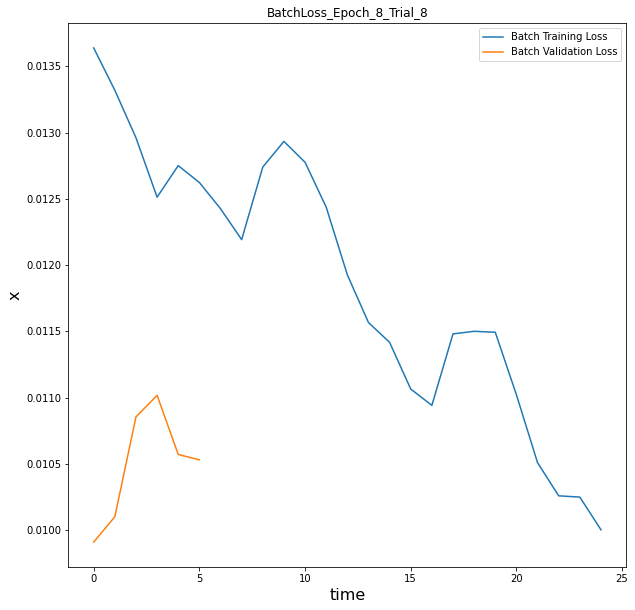 BatchLoss_Epoch_8_Trial_8
Batch Training Loss
Batch Validation Loss
0.0135
0.0130
0.0125
0.0120
0.0115
0.0110
0.0105
0.0100
x
0 5 10 15 20 25
time